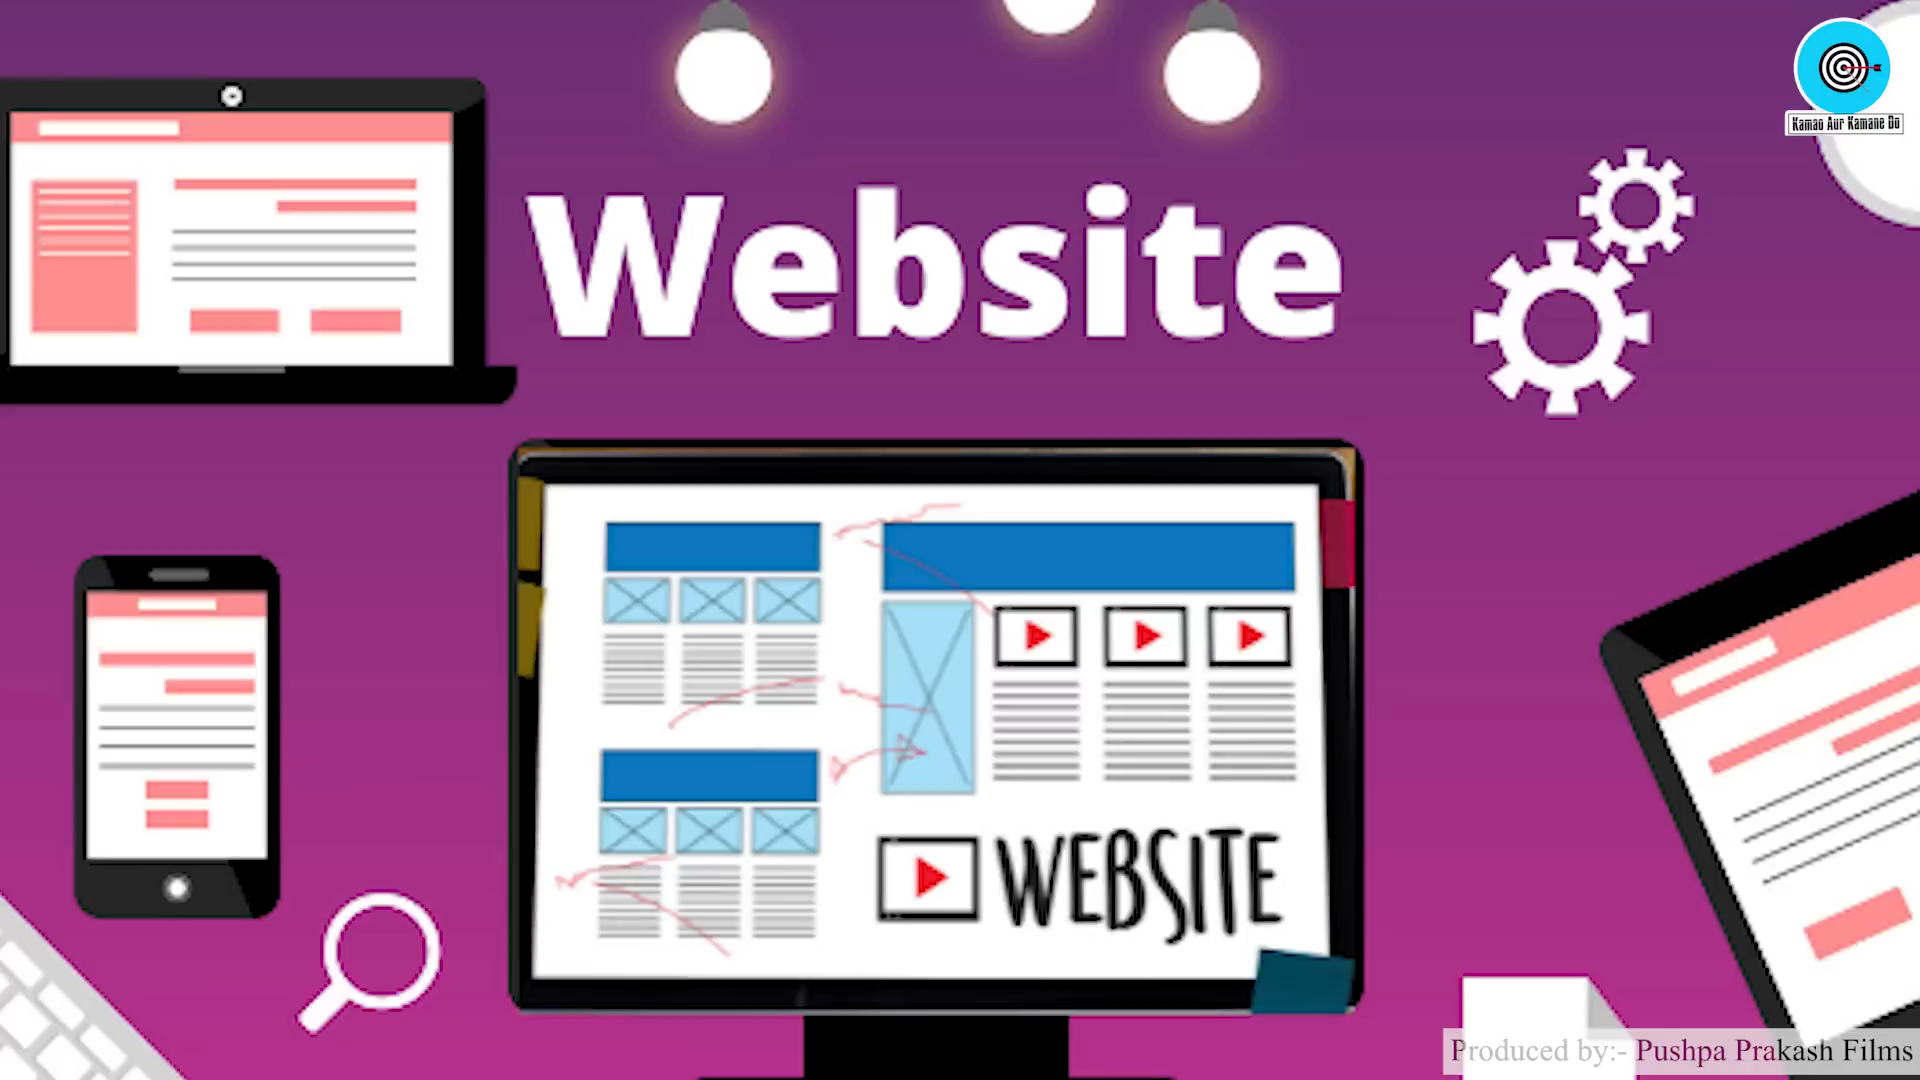 Kamao Aur Kamane Do
Website
WEBSITE
Produced by:- Pushpa Prakash Films